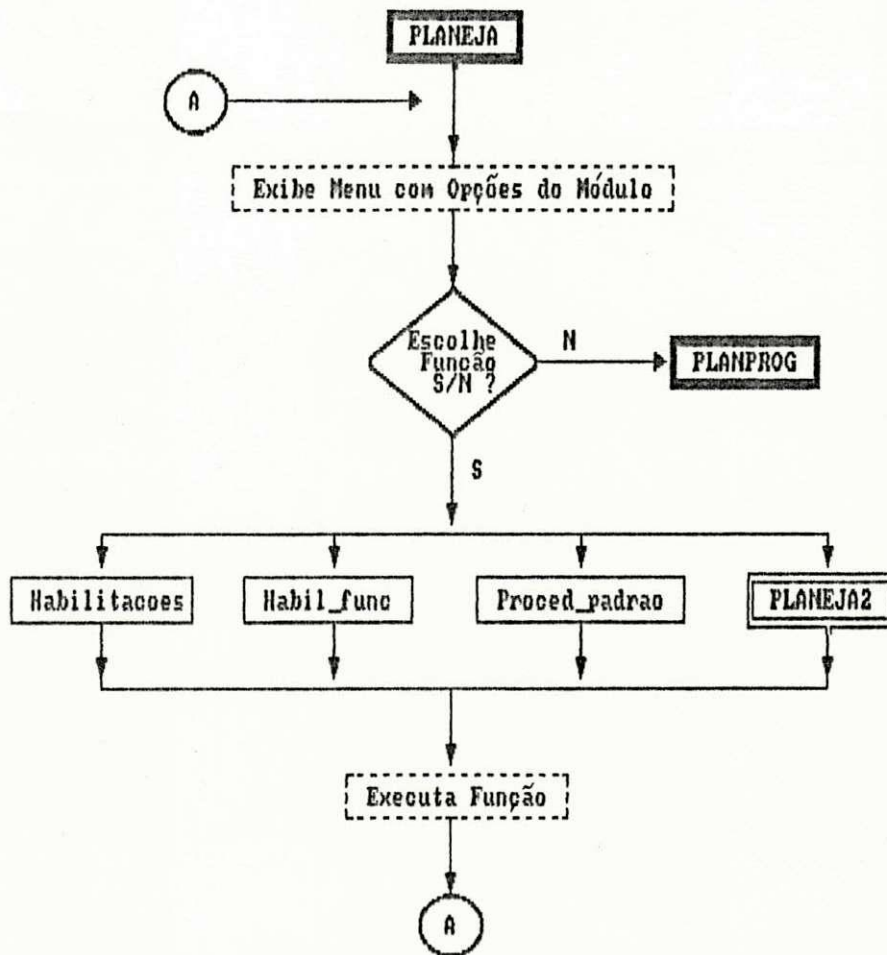 PLANEJA
A
Exibe Menu com Opções do Módulo
Escolhe
Função
S/N ?
N
PLANPROG
S
Habilitacoes
Habil_func
Proced_padrao
PLANEJA2
Executa Função
A